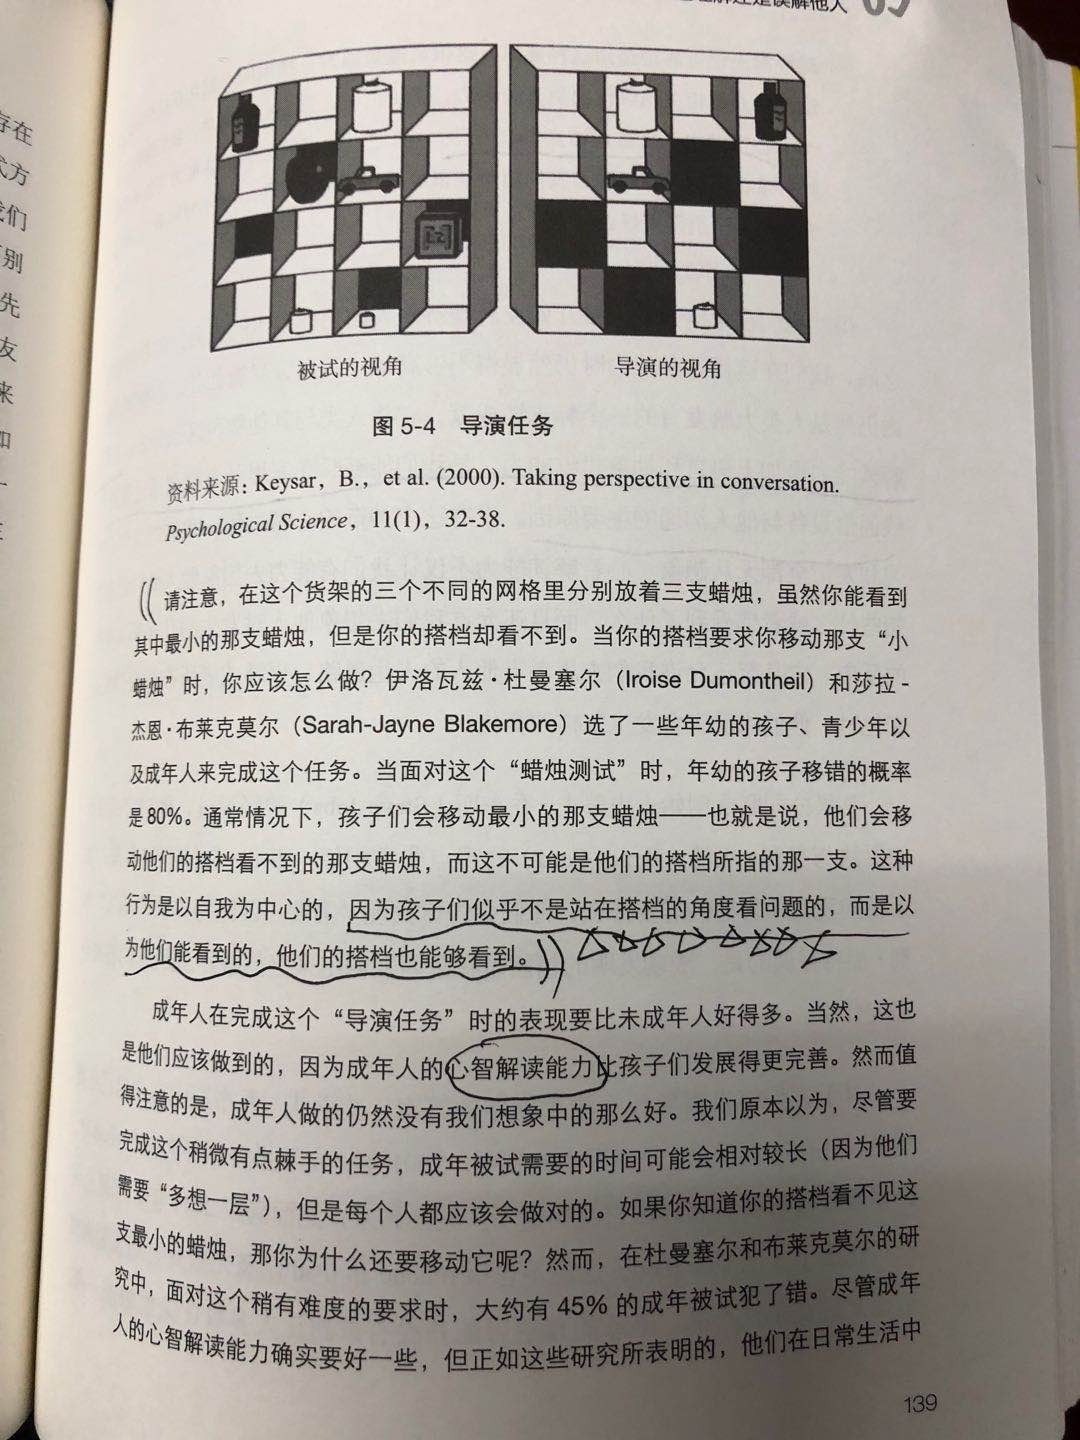 解还是误解他人
存在
式方
我们
别
先
友
来
如
被试的视角
导演的视角
图 5-4 导演任务
资料来源: Keysar, B., et al. (2000). Taking perspective in conversation.
Psychological Science, 11(1), 32-38.
请注意，在这个货架的三个不同的网格里分别放着三支蜡烛，虽然你能看到
其中最小的那支蜡烛，但是你的搭档却看不到。当你的搭档要求你移动那支“小
蜡烛”时，你应该怎么做？伊洛瓦兹·杜曼塞尔（Iroise Dumontheil）和莎拉-
杰恩·布莱克莫尔（Sarah-Jayne Blakemore）选了一些年幼的孩子、青少年以
及成年人来完成这个任务。当面对这个“蜡烛测试”时，年幼的孩子移错的概率
是80%。通常情况下，孩子们会移动最小的那支蜡烛——也就是说，他们会移
动他们的搭档看不到的那支蜡烛，而这不可能是他们的搭档所指的那一支。这种
行为是以自我为中心的，因为孩子们似乎不是站在搭档的角度看问题的，而是以
为他们能看到的，他们的搭档也能够看到。
成年人在完成这个“导演任务”时的表现要比未成年人好得多。当然，这也
是他们应该做到的，因为成年人的心智解读能力比孩子们发展得更完善。然而值
得注意的是，成年人做的仍然没有我们想象中的那么好。我们原本以为，尽管要
完成这个稍微有点棘手的任务，成年被试需要的时间可能会相对较长（因为他们
需要“多想一层”），但是每个人都应该会做对的。如果你知道你的搭档看不见这
支最小的蜡烛，那你为什么还要移动它呢？然而，在杜曼塞尔和布莱克莫尔的研
究中，面对这个稍有难度的要求时，大约有 45% 的成年被试犯了错。尽管成年
人的心智解读能力确实要好一些，但正如这些研究所表明的，他们在日常生活中
139